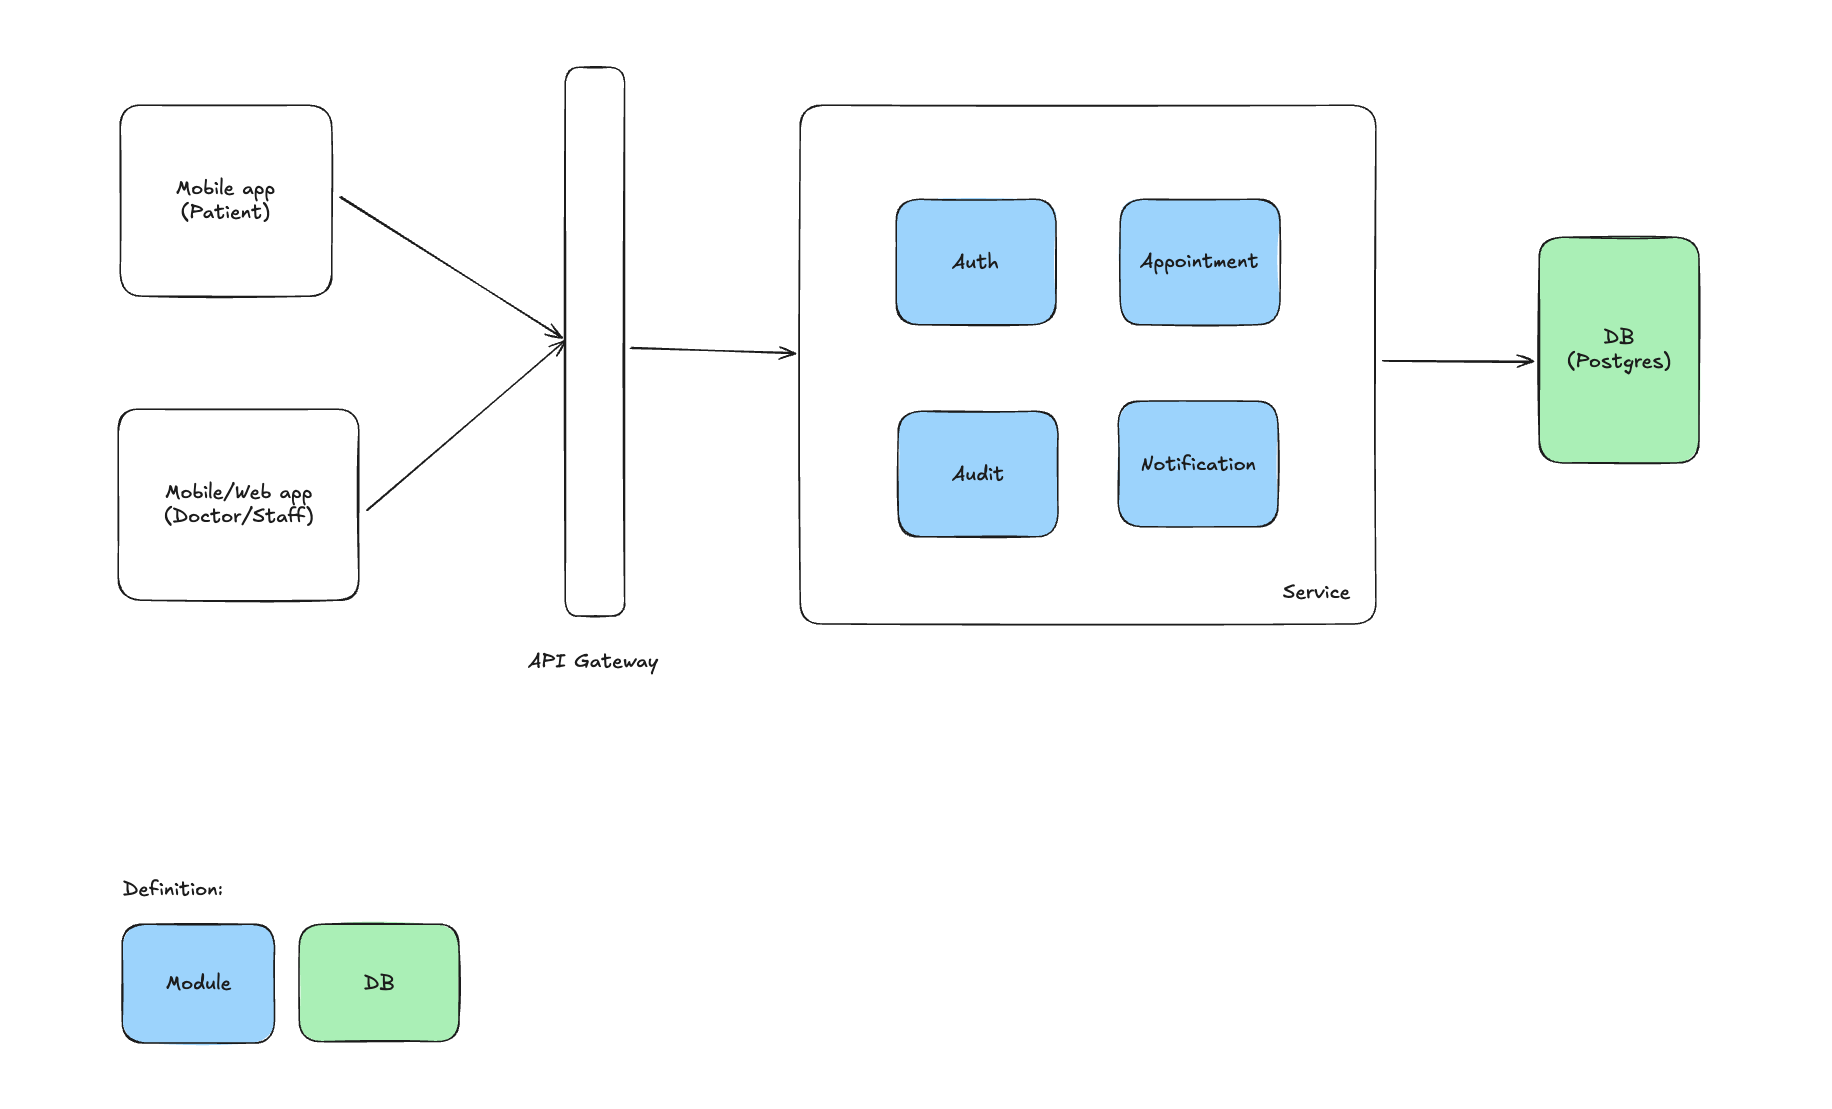 Mobile app
(Patient)
Mobile/Web app
(Doctor/Staff)
API Gateway
Auth
Appointment
Audit
Notification
Service
DB
(Postgres)
Definition:
Module
DB